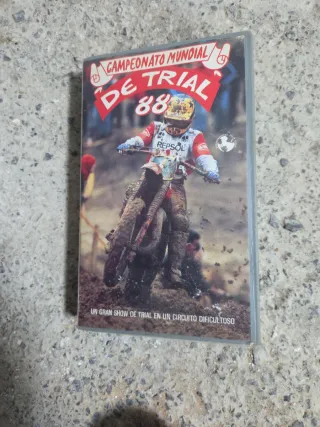 CAMPEONATO MUNDIAL
"DE TRIAL"
88
REPSOL
UN GRAN SHOW DE TRIAL EN UN CIRCUITO DIFICULTOSO